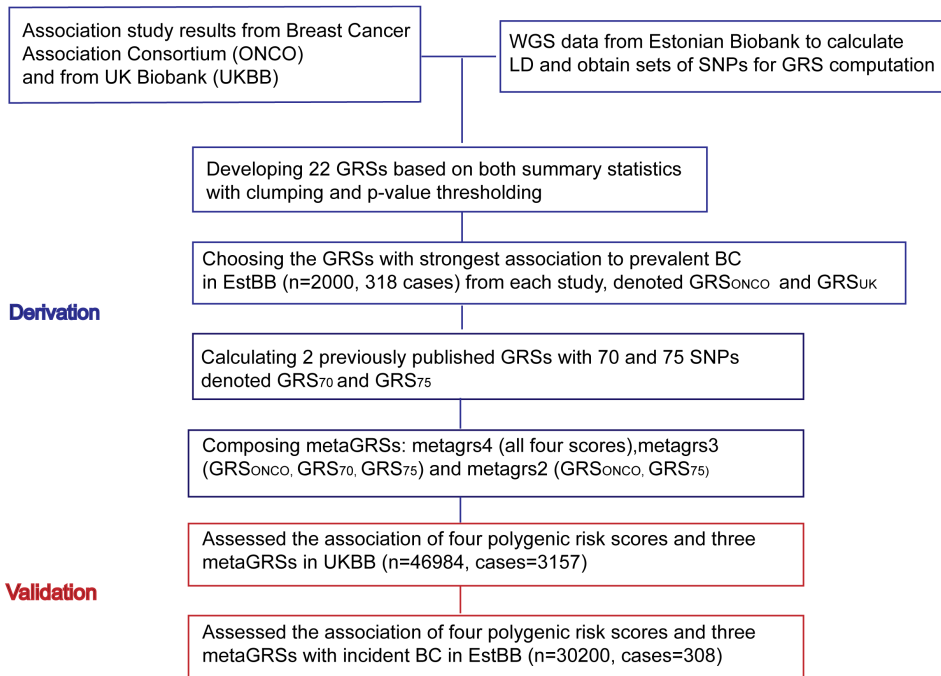 Association study results from Breast Cancer
Association Consortium (ONCO)
and from UK Biobank (UKBB)
WGS data from Estonian Biobank to calculate
LD and obtain sets of SNPs for GRS computation
Developing 22 GRSs based on both summary statistics
with clumping and p-value thresholding
Choosing the GRSs with strongest association to prevalent BC
in EstBB (n=2000, 318 cases) from each study, denoted GRSONCO and GRSUK
Derivation
Calculating 2 previously published GRSs with 70 and 75 SNPs
denoted GRS70 and GRS75
Composing metaGRSs: metagrs4 (all four scores),metagrs3
(GRSONCO, GRS70, GRS75) and metagrs2 (GRSONCO, GRS75)
Assessed the association of four polygenic risk scores and three
metaGRSs in UKBB (n=46984, cases=3157)
Validation
Assessed the association of four polygenic risk scores and three
metaGRSs with incident BC in EstBB (n=30200, cases=308)